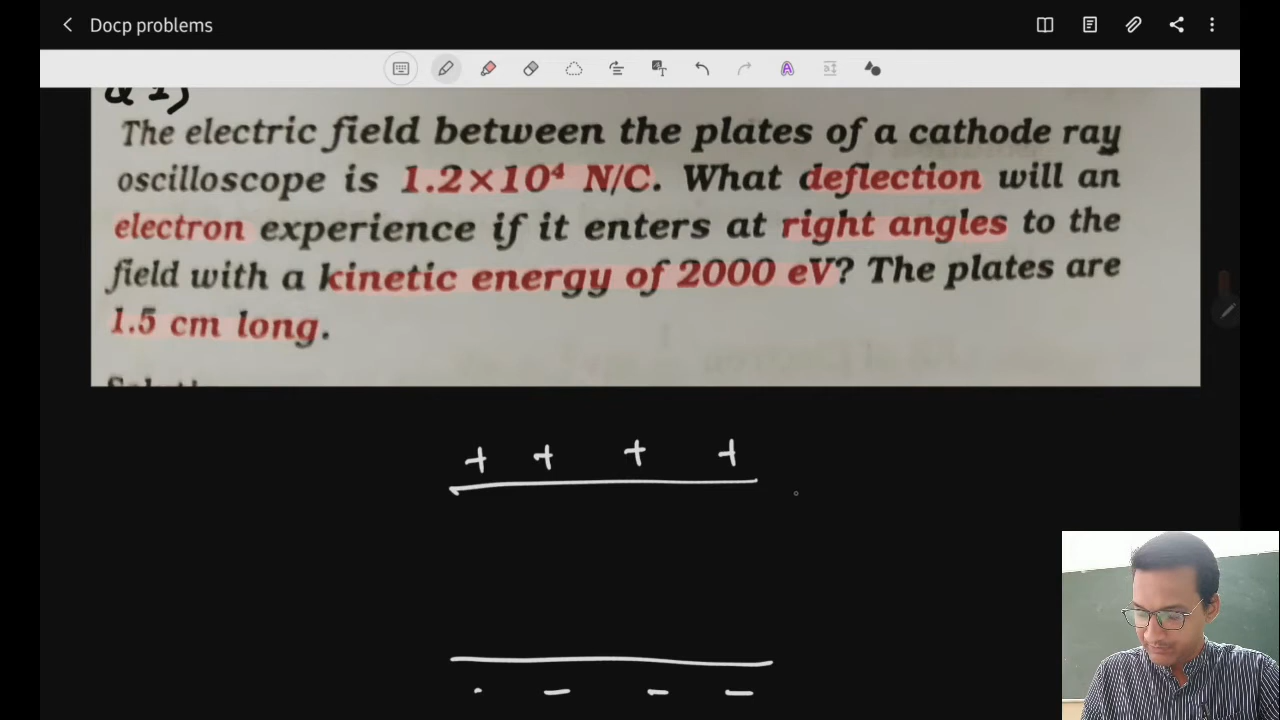 Docp problems
Q 1)
The electric field between the plates of a cathode ray
oscilloscope is 1.2×10⁴ N/C. What deflection will an
electron experience if it enters at right angles to the
field with a kinetic energy of 2000 eV? The plates are
1.5 cm long.
+ + + +
- - - -